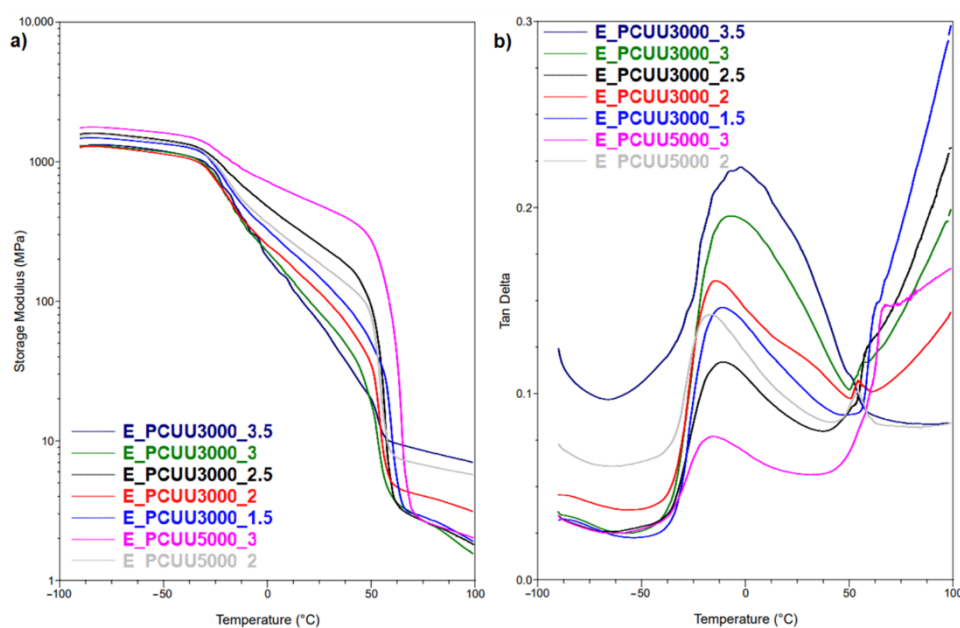 a)
10.000
1000
100
10
1
Storage Modulus (MPa)
−100
−50
0
50
100
Temperature (°C)
E_PCUU3000_3.5
E_PCUU3000_3
E_PCUU3000_2.5
E_PCUU3000_2
E_PCUU3000_1.5
E_PCUU5000_3
E_PCUU5000_2
b)
E_PCUU3000_3.5
E_PCUU3000_3
E_PCUU3000_2.5
E_PCUU3000_2
E_PCUU3000_1.5
E_PCUU5000_3
E_PCUU5000_2
0.3
0.2
0.1
0.0
Tan Delta
−100
−50
0
50
100
Temperature (°C)